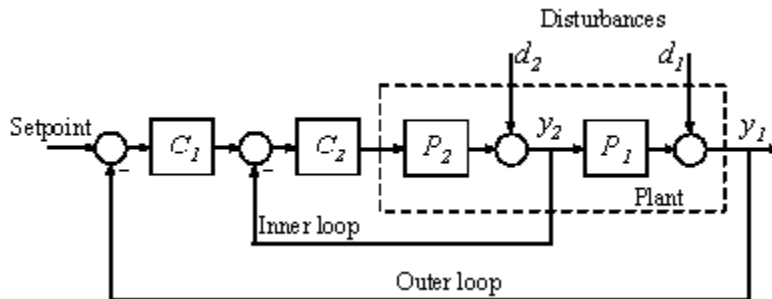 Disturbances
d2
d1
Setpoint
C1
C2
P2
y2
P1
y1
Plant
Inner loop
Outer loop
-
-